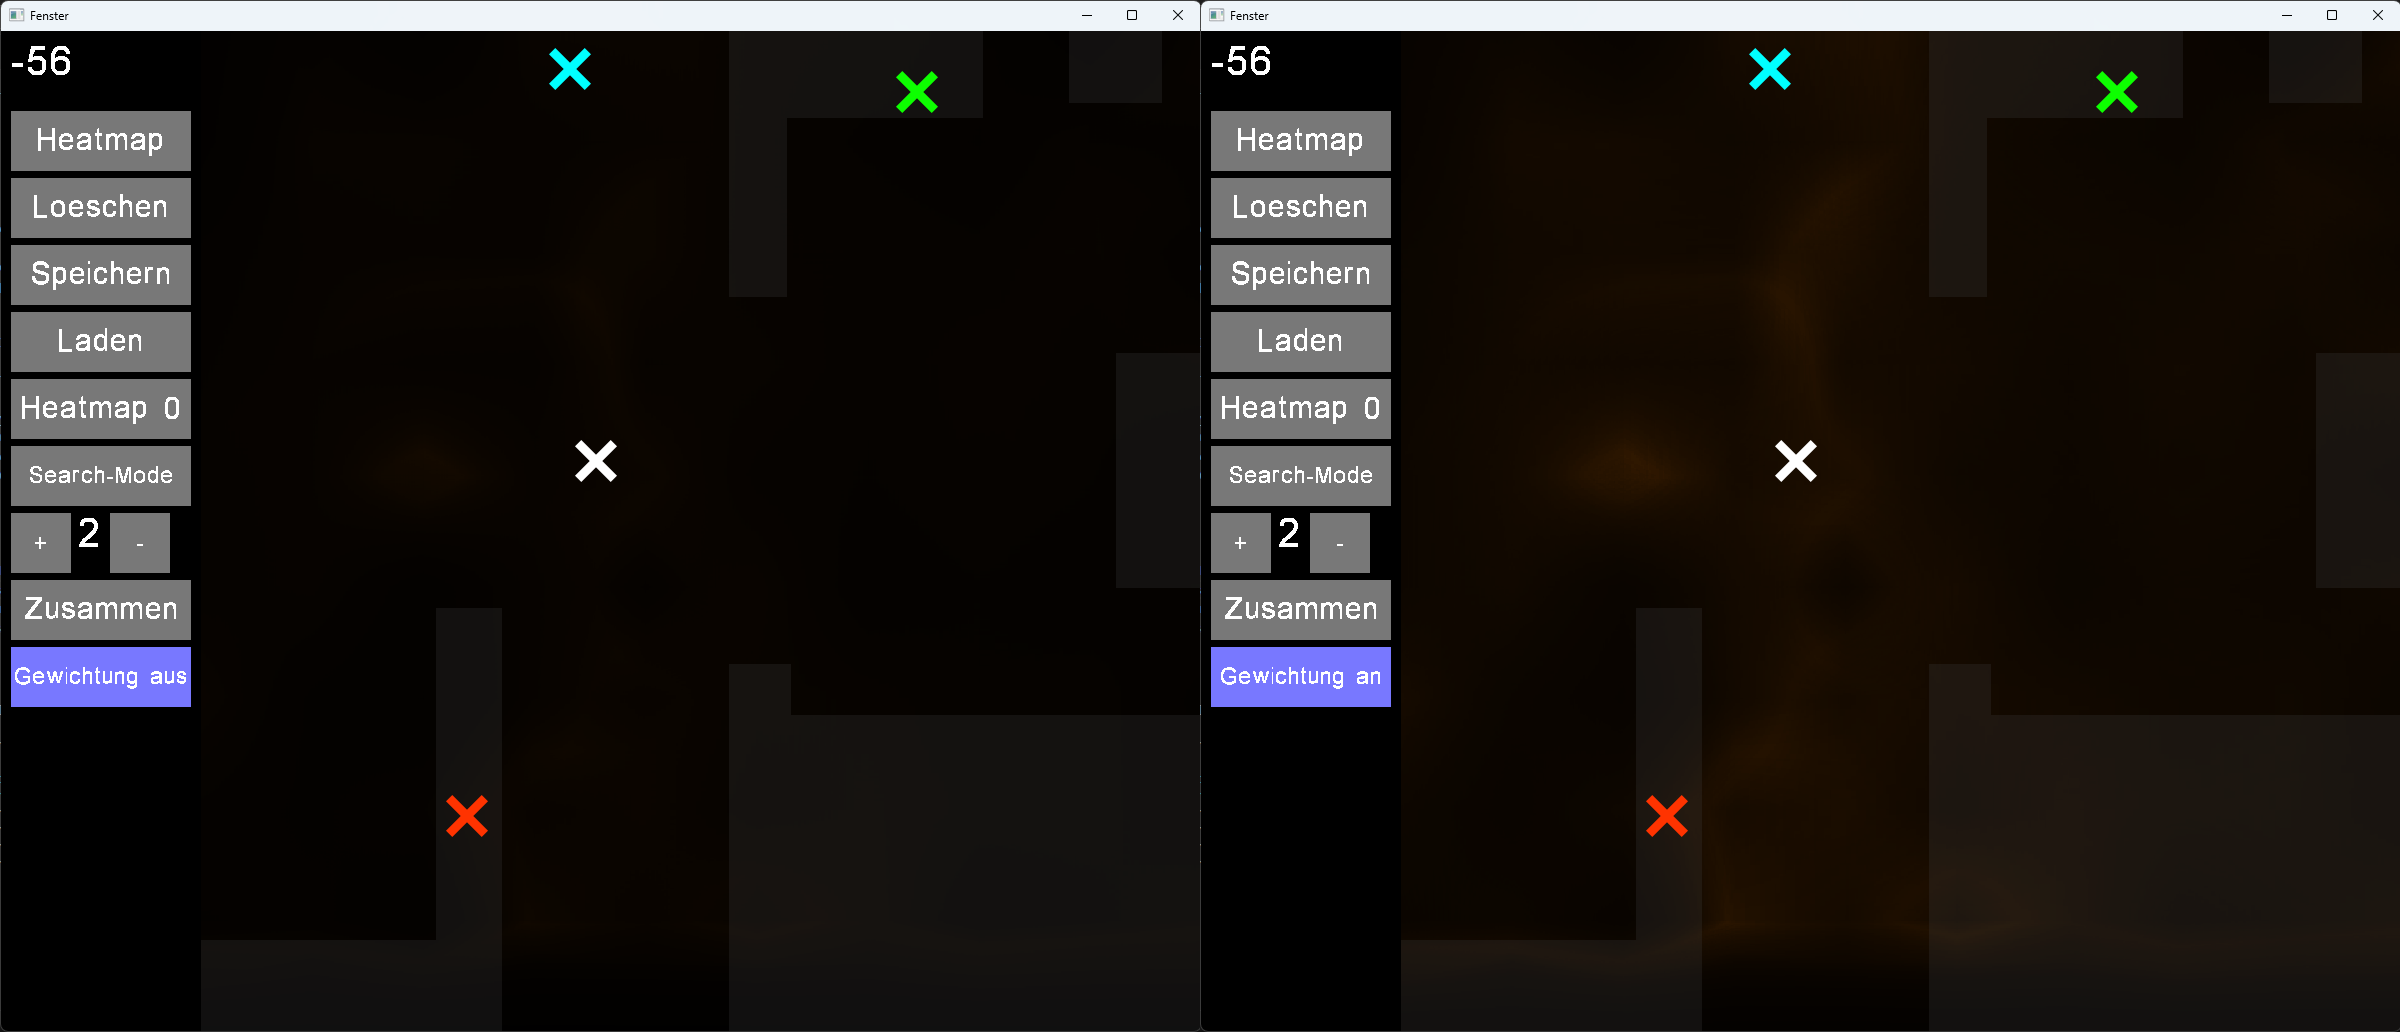 Fenster
-56
Heatmap
Loeschen
Speichern
Laden
Heatmap 0
Search-Mode
+ 2 -
Zusammen
Gewichtung aus
Fenster
-56
Heatmap
Loeschen
Speichern
Laden
Heatmap 0
Search-Mode
+ 2 -
Zusammen
Gewichtung an